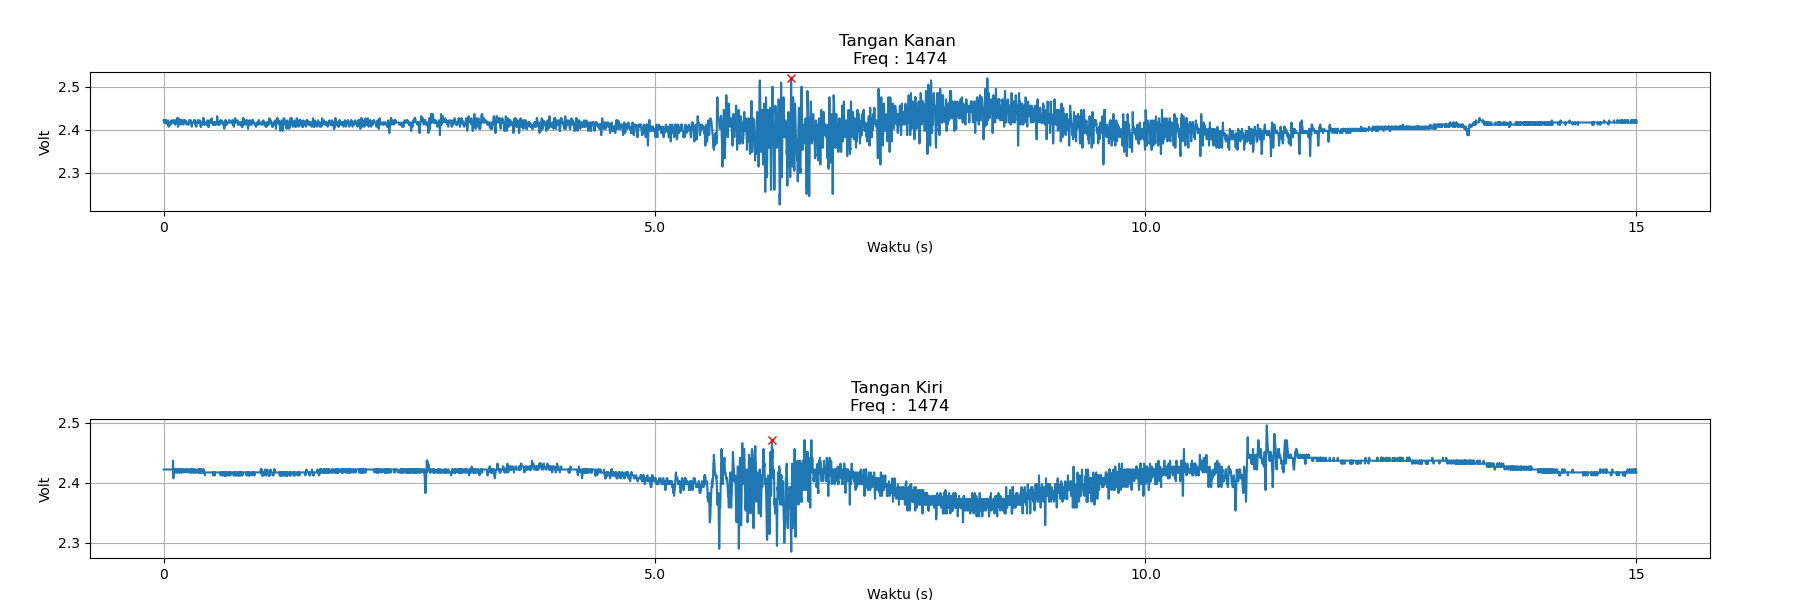 Tangan Kanan
Freq : 1474
2.5
2.4
2.3
Volt
0 5.0 10.0 15
Waktu (s)
Tangan Kiri
Freq :  1474
2.5
2.4
2.3
Volt
0 5.0 10.0 15
Waktu (s)